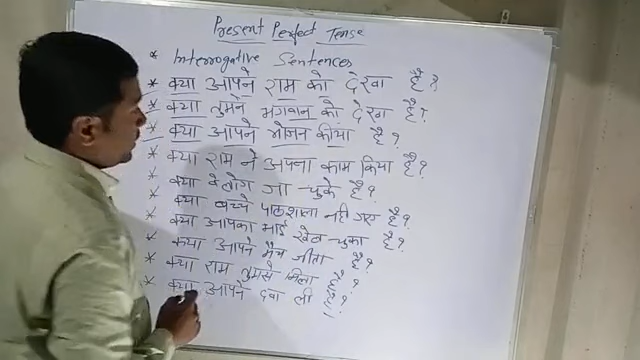 Present Perfect Tense
* Interrogative Sentences
* क्या आपने राम को देखा है?
* क्या तुमने भगवान को देखा है?
* क्या आपने भोजन कीया है?
* क्या राम ने अपना काम किया है?
* क्या वे लोग जा चुके है?
* क्या बच्चे पाठशाला नही गए है?
* क्या आपका भाई खेल चुका है?
* क्या आपने मैच जीता है?
* क्या राम तुमसे मिला है?
* क्या आपने दवा ली है?